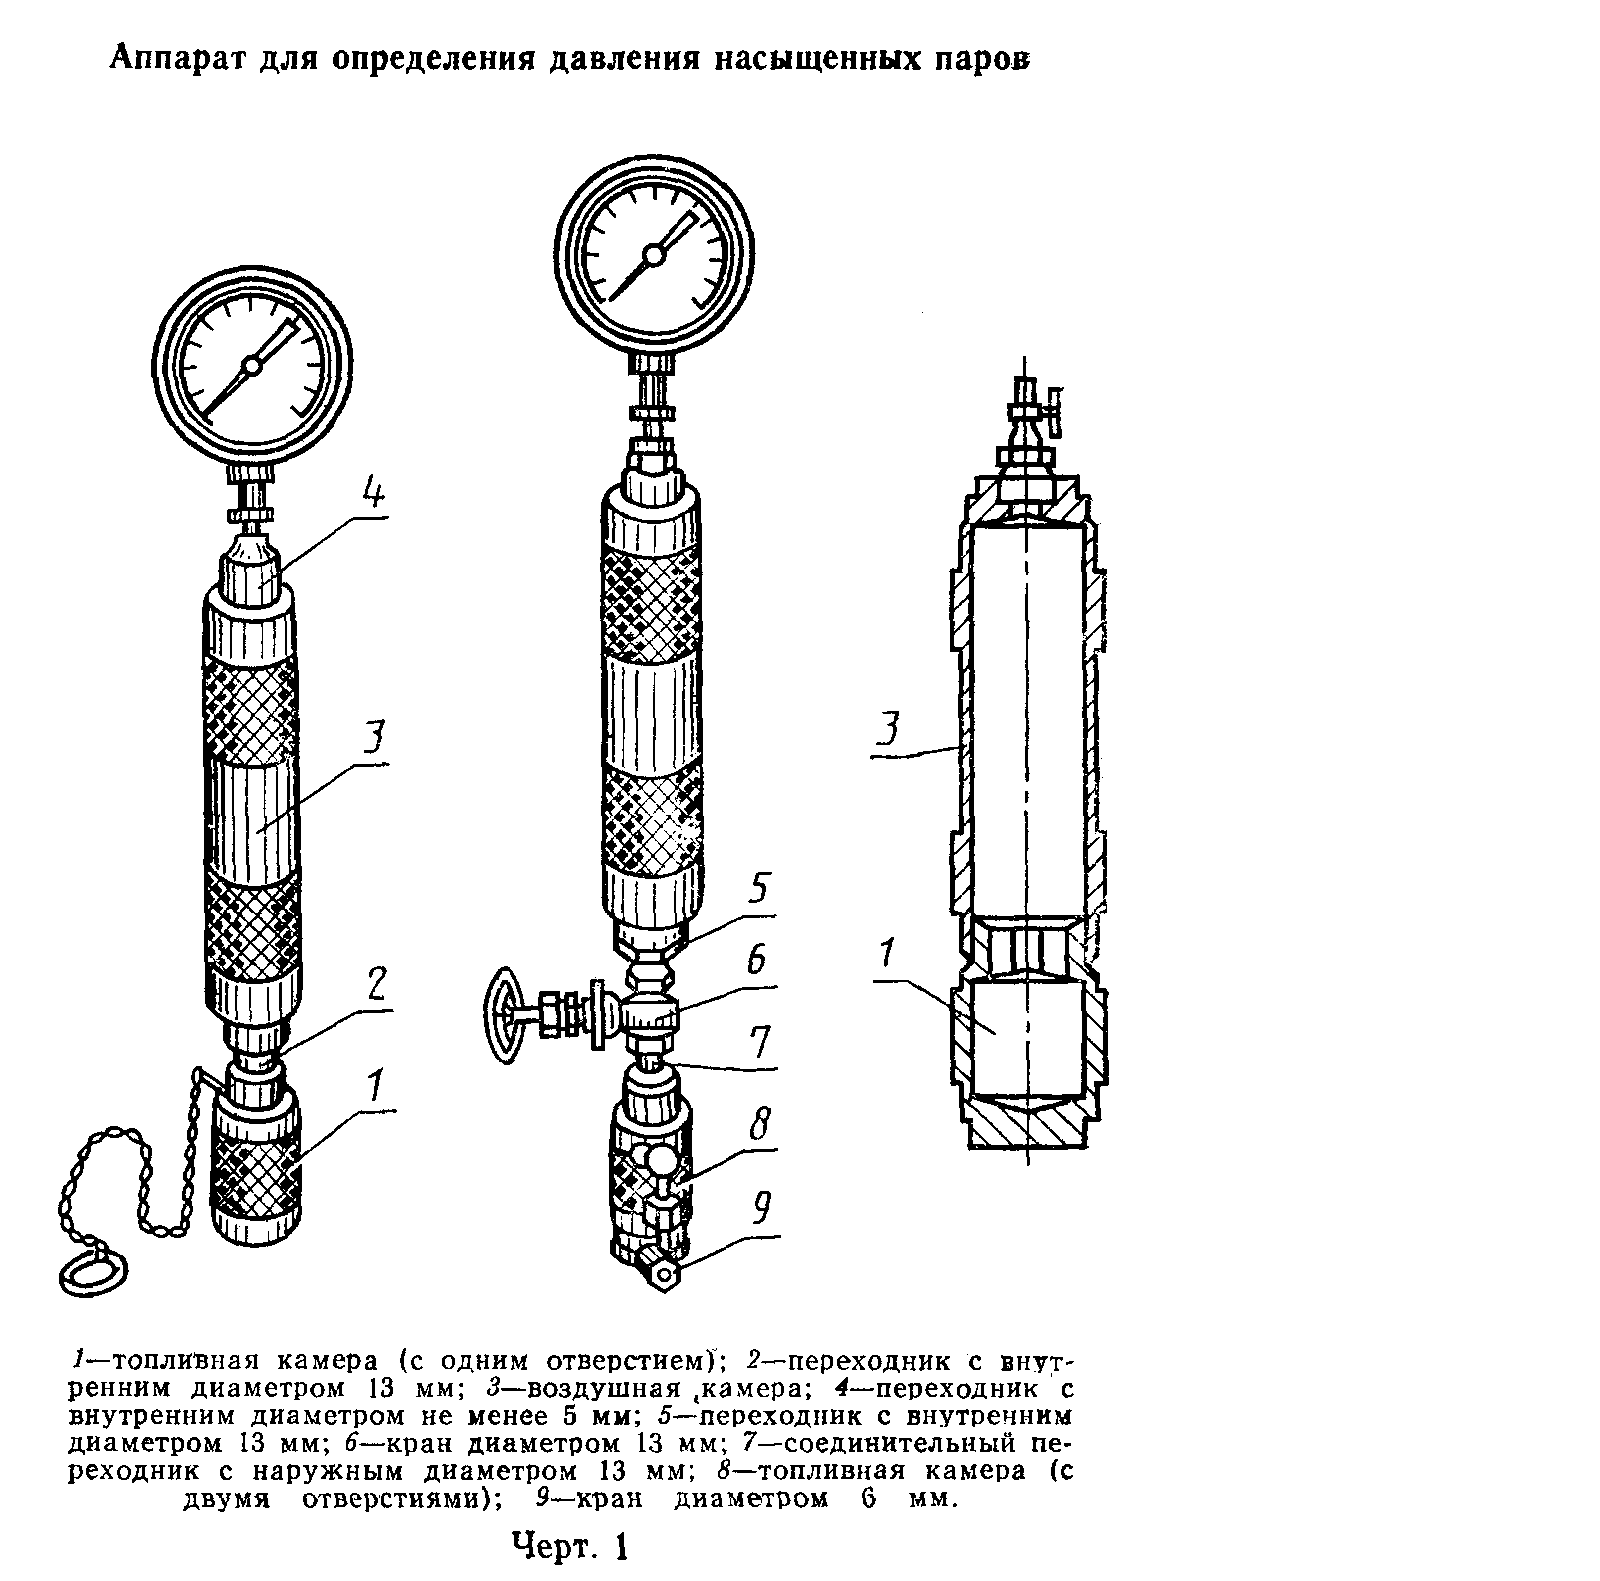 Аппарат для определения давления насыщенных паров
4
3
2
1
5
6
7
8
9
3
1
1—топливная камера (с одним отверстием); 2—переходник с внут-
ренним диаметром 13 мм; 3—воздушная камера; 4—переходник с
внутренним диаметром не менее 5 мм; 5—переходник с внутренним
диаметром 13 мм; 6—кран диаметром 13 мм; 7—соединительный пе-
реходник с наружным диаметром 13 мм; 8—топливная камера (с
двумя отверстиями); 9—кран диаметром 6 мм.
Черт. 1